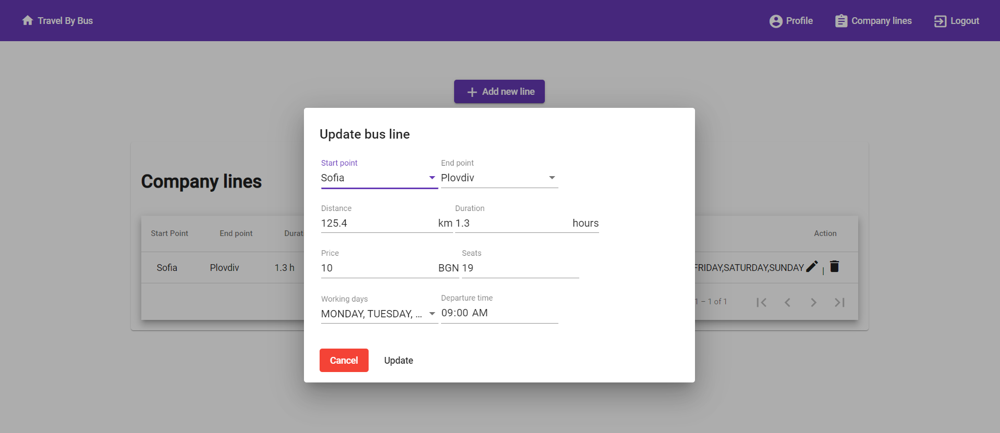 Travel By Bus Profile Company lines Logout
Add new line
Update bus line
Start point End point
Sofia Plovdiv
Company lines
Distance Duration
125.4 km 1.3 hours
Start Point End point Action
Price Seats
10 BGN 19
Sofia Plovdiv 1.3 h FRIDAY,SATURDAY,SUNDAY |
Working days Departure time
MONDAY, TUESDAY, ... 09:00 AM
1 – 1 of 1
Cancel Update